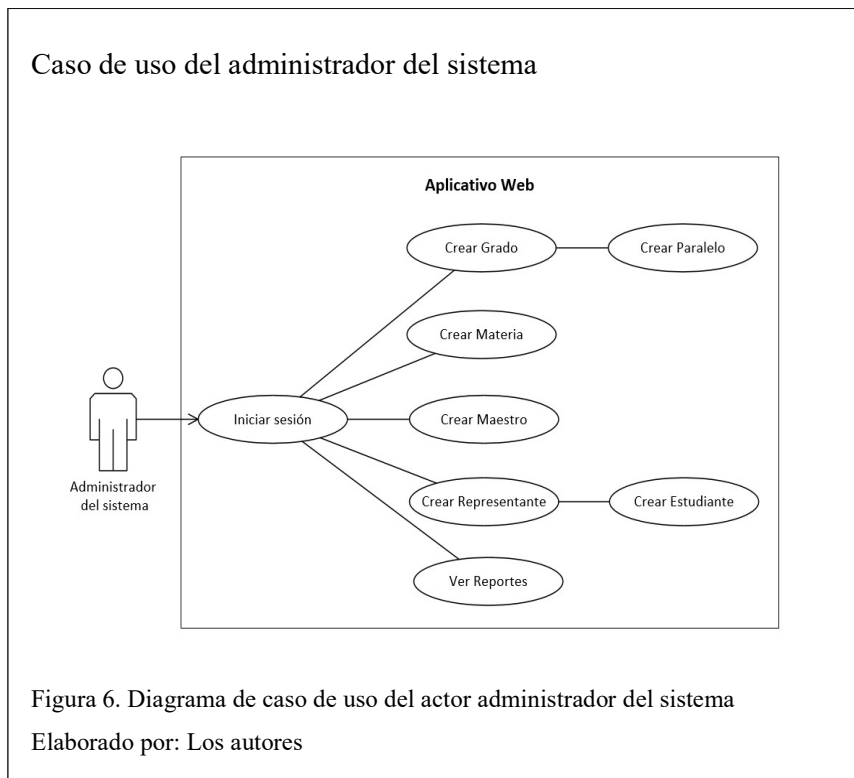 Caso de uso del administrador del sistema
Aplicativo Web
Crear Grado
Crear Paralelo
Crear Materia
Iniciar sesión
Crear Maestro
Administrador
del sistema
Crear Representante
Crear Estudiante
Ver Reportes
Figura 6. Diagrama de caso de uso del actor administrador del sistema
Elaborado por: Los autores